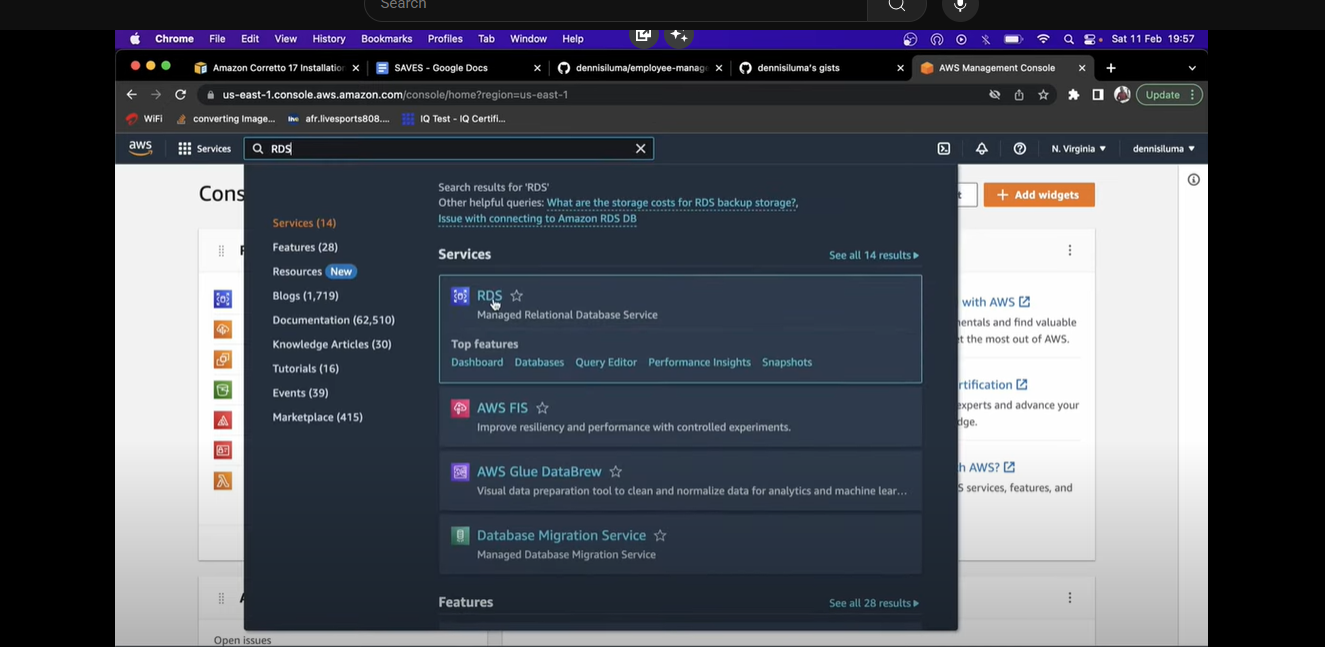 Search
Chrome File Edit View History Bookmarks Profiles Tab Window Help Sat 11 Feb 19:57
Amazon Corretto 17 Installation SAVES - Google Docs dennisiluma/employee-manage dennisiluma's gists AWS Management Console
us-east-1.console.aws.amazon.com/console/home?region=us-east-1 Update
WiFi converting Image... live afr.livesports808.... IQ Test - IQ Certifi...
aws Services RDS N. Virginia dennisiluma
Cons
t
+ Add widgets
Search results for 'RDS'
Other helpful queries: What are the storage costs for RDS backup storage?,
Issue with connecting to Amazon RDS DB
Services (14)
Features (28)
Resources New
Blogs (1,719)
Documentation (62,510)
Knowledge Articles (30)
Tutorials (16)
Events (39)
Marketplace (415)
Services See all 14 results
RDS
Managed Relational Database Service
Top features
Dashboard Databases Query Editor Performance Insights Snapshots
AWS FIS
Improve resiliency and performance with controlled experiments.
AWS Glue DataBrew
Visual data preparation tool to clean and normalize data for analytics and machine lear...
Database Migration Service
Managed Database Migration Service
Features See all 28 results
with AWS
entals and find valuable
et the most out of AWS.
rtification
experts and advance your
dge.
h AWS?
S services, features, and
Open issues